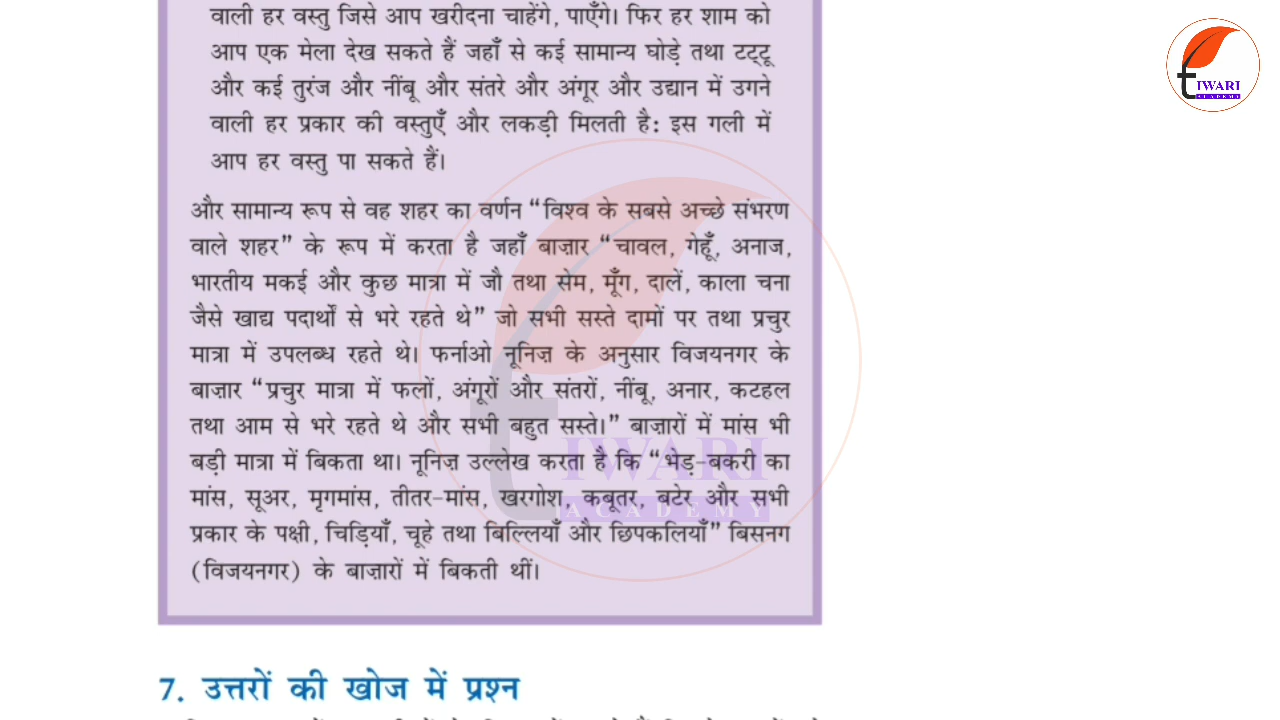 वाली हर वस्तु जिसे आप खरीदना चाहेंगे, पाएँगे। फिर हर शाम को
आप एक मेला देख सकते हैं जहाँ से कई सामान्य घोड़े तथा टट्टू
और कई तुरंज और नींबू और संतरे और अंगूर और उद्यान में उगने
वाली हर प्रकार की वस्तुएँ और लकड़ी मिलती है: इस गली में
आप हर वस्तु पा सकते हैं।
और सामान्य रूप से वह शहर का वर्णन “विश्व के सबसे अच्छे संभरण
वाले शहर” के रूप में करता है जहाँ बाज़ार “चावल, गेहूँ, अनाज,
भारतीय मकई और कुछ मात्रा में जौ तथा सेम, मूँग, दालें, काला चना
जैसे खाद्य पदार्थों से भरे रहते थे” जो सभी सस्ते दामों पर तथा प्रचुर
मात्रा में उपलब्ध रहते थे। फर्नाओ नूनिज़ के अनुसार विजयनगर के
बाज़ार “प्रचुर मात्रा में फलों, अंगूरों और संतरों, नींबू, अनार, कटहल
तथा आम से भरे रहते थे और सभी बहुत सस्ते।” बाज़ारों में मांस भी
बड़ी मात्रा में बिकता था। नूनिज़ उल्लेख करता है कि “भेड़-बकरी का
मांस, सूअर, मृगमांस, तीतर-मांस, खरगोश, कबूतर, बटेर और सभी
प्रकार के पक्षी, चिड़ियाँ, चूहे तथा बिल्लियाँ और छिपकलियाँ” बिसनग
(विजयनगर) के बाज़ारों में बिकती थीं।
7. उत्तरों की खोज में प्रश्न
tIWARI
ACADEMY
tIWARI
ACADEMY